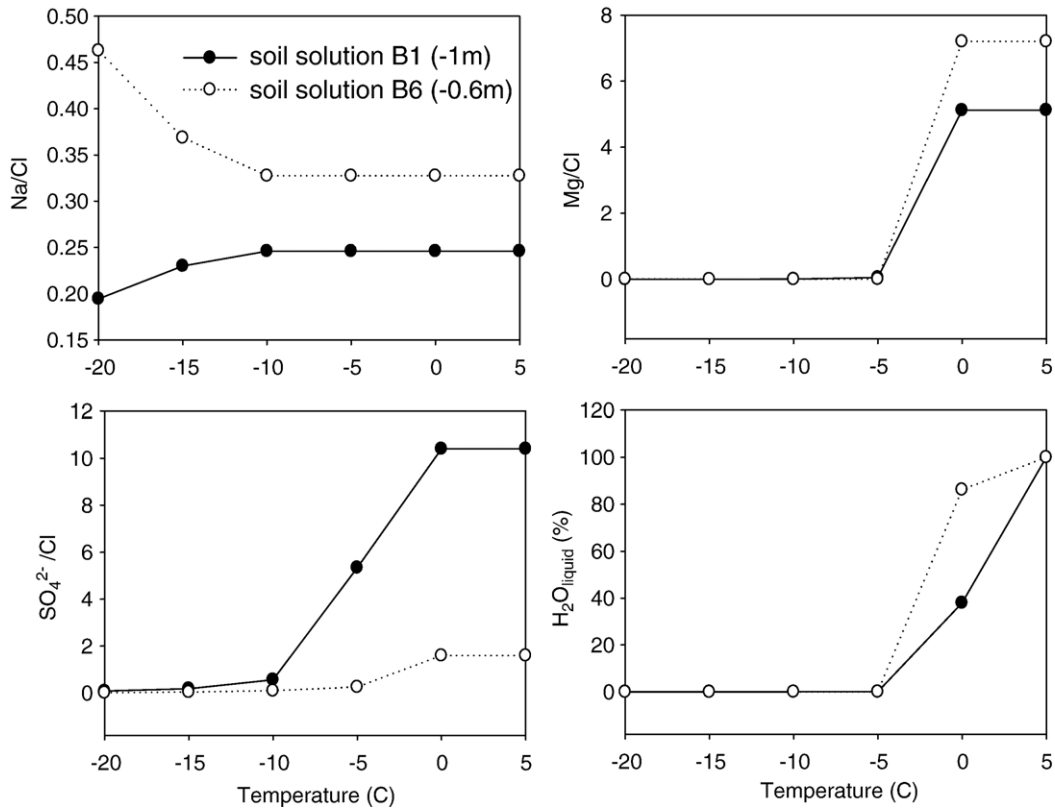 Na/Cl
0.50
0.45
0.40
0.35
0.30
0.25
0.20
0.15
soil solution B1 (-1m)
soil solution B6 (-0.6m)
-20 -15 -10 -5 0 5
Mg/Cl
8
6
4
2
0
-20 -15 -10 -5 0 5
SO₄²⁻/Cl
12
10
8
6
4
2
0
-20 -15 -10 -5 0 5
Temperature (C)
H₂Oliquid (%)
120
100
80
60
40
20
0
-20 -15 -10 -5 0 5
Temperature (C)